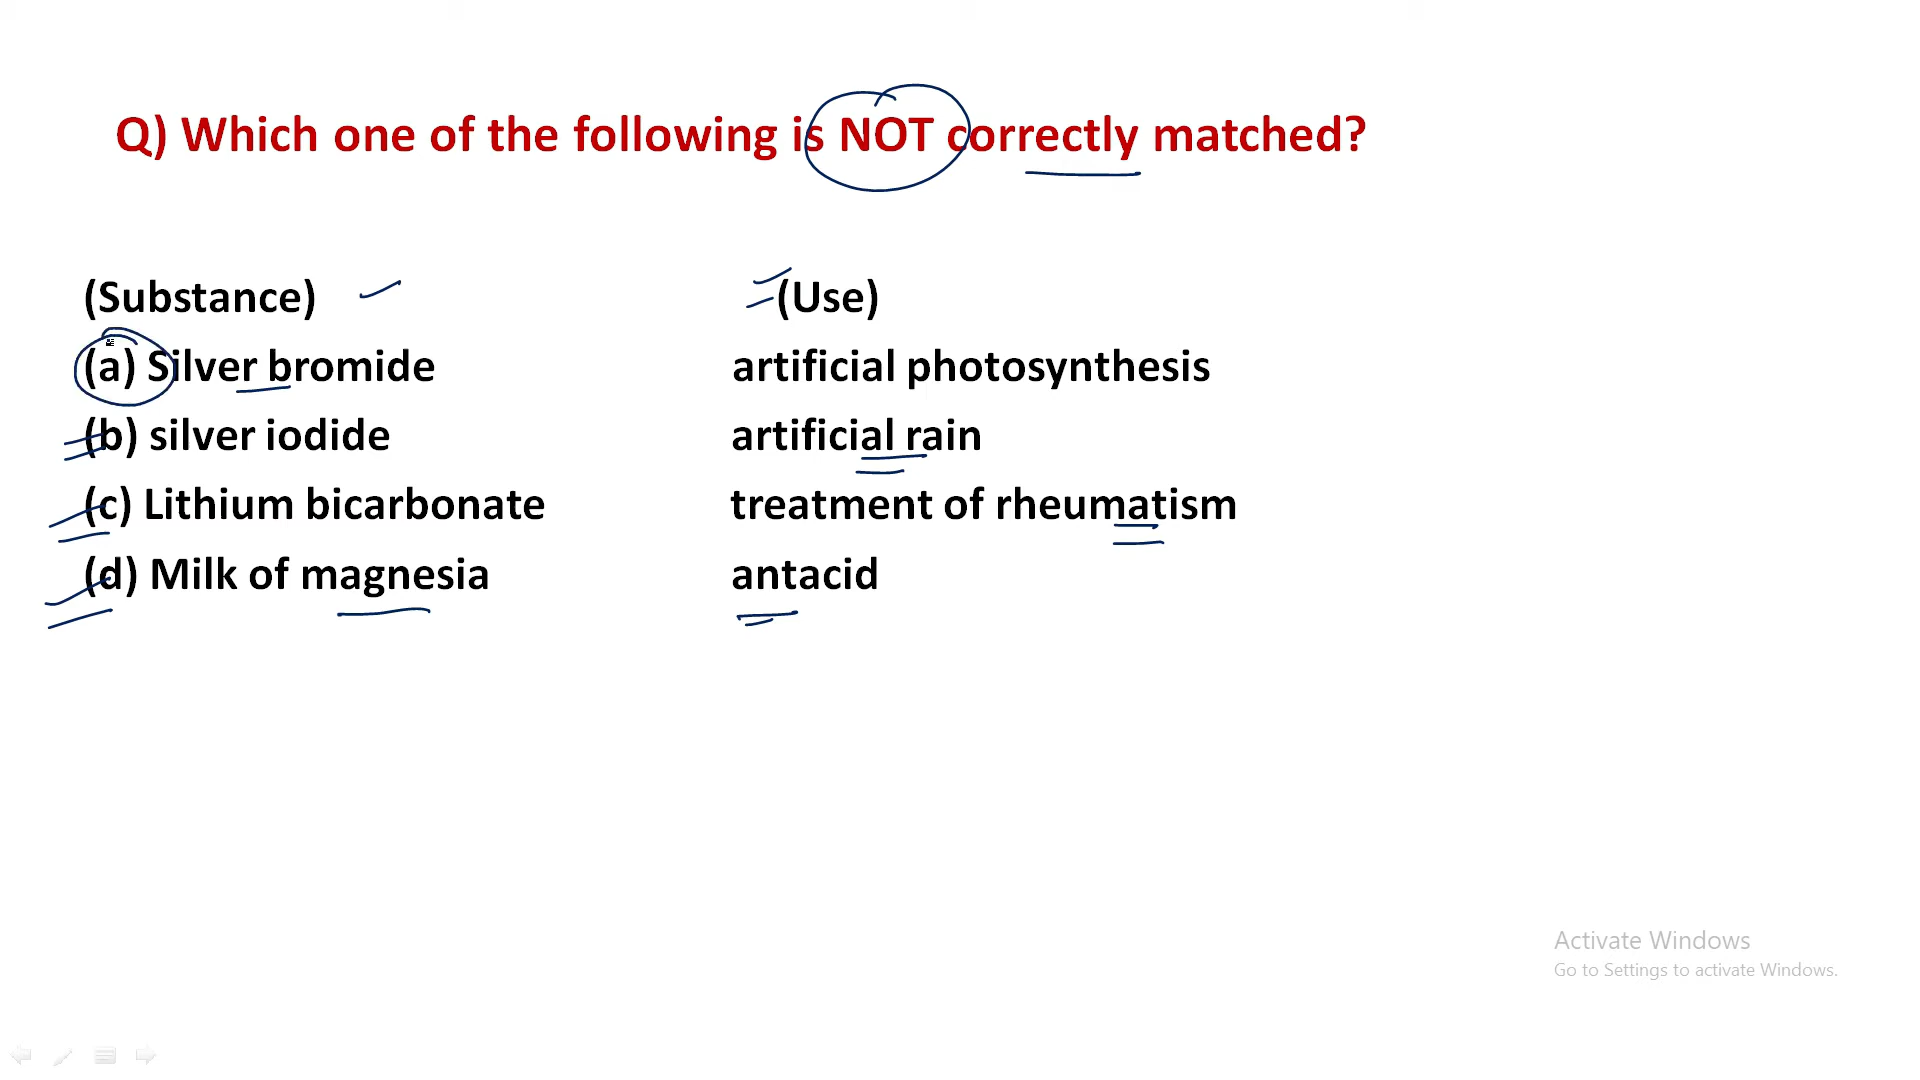 Q) Which one of the following is NOT correctly matched?
(Substance) (Use)
(a) Silver bromide artificial photosynthesis
(b) silver iodide artificial rain
(c) Lithium bicarbonate treatment of rheumatism
(d) Milk of magnesia antacid
Activate Windows
Go to Settings to activate Windows.